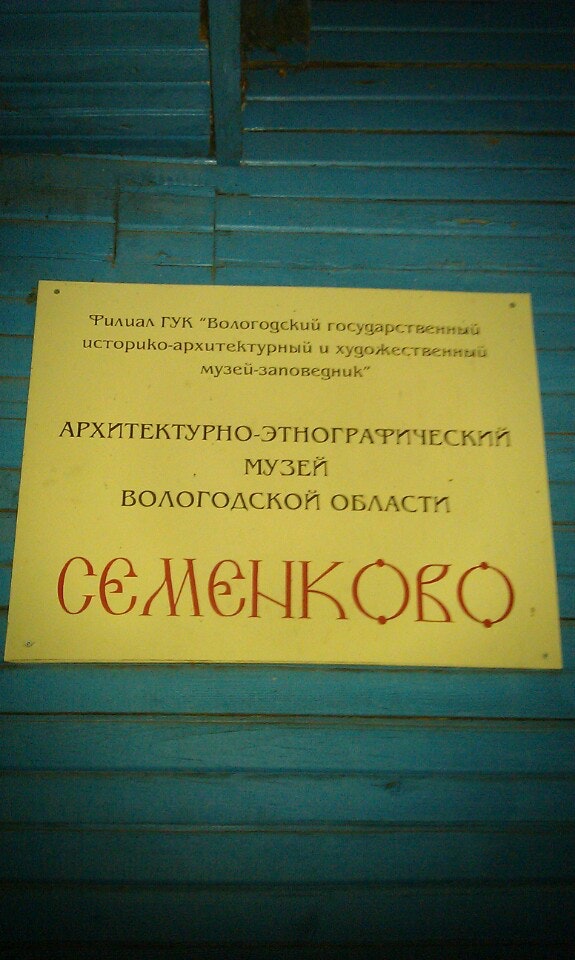 Филиал ГУК "Вологодский государственный
историко-архитектурный и художественный
музей-заповедник"
АРХИТЕКТУРНО-ЭТНОГРАФИЧЕСКИЙ
МУЗЕЙ
ВОЛОГОДСКОЙ ОБЛАСТИ
СЕМЕНКОВО